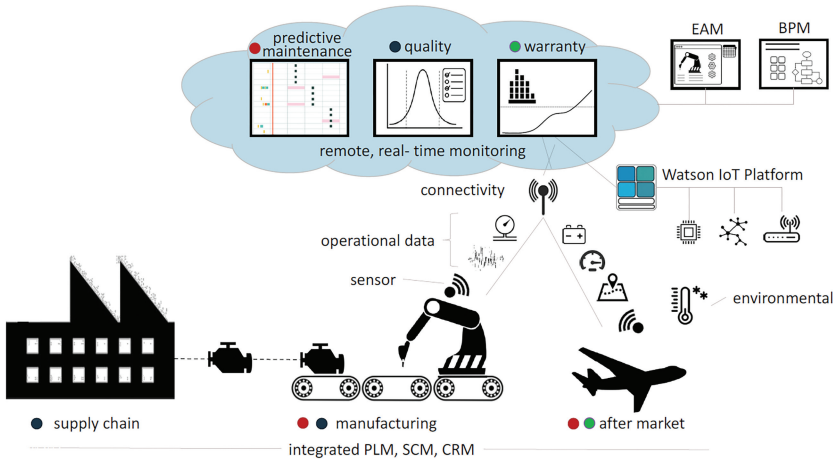 predictive
maintenance
quality
warranty
EAM
BPM
remote, real- time monitoring
connectivity
Watson IoT Platform
operational data
sensor
environmental
supply chain
manufacturing
after market
integrated PLM, SCM, CRM